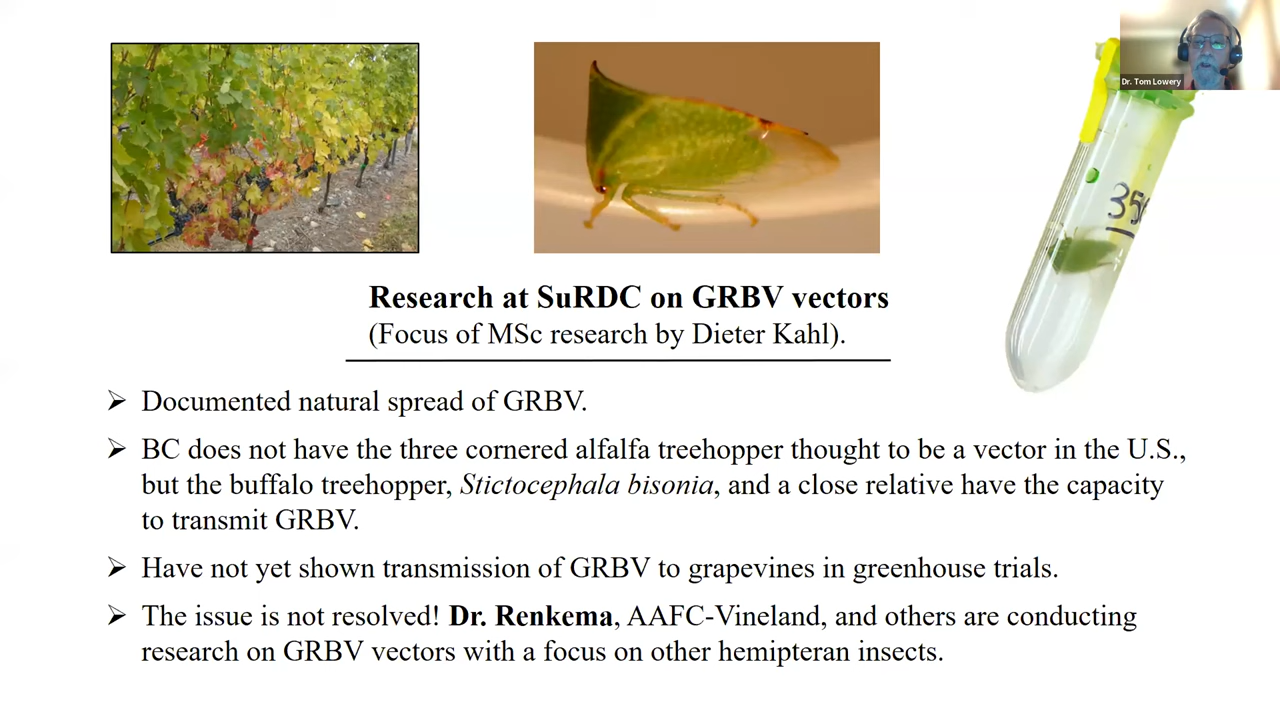 Dr. Tom Lowery
35
Research at SuRDC on GRBV vectors
(Focus of MSc research by Dieter Kahl).
➢ Documented natural spread of GRBV.
➢ BC does not have the three cornered alfalfa treehopper thought to be a vector in the U.S.,
but the buffalo treehopper, Stictocephala bisonia, and a close relative have the capacity
to transmit GRBV.
➢ Have not yet shown transmission of GRBV to grapevines in greenhouse trials.
➢ The issue is not resolved! Dr. Renkema, AAFC-Vineland, and others are conducting
research on GRBV vectors with a focus on other hemipteran insects.